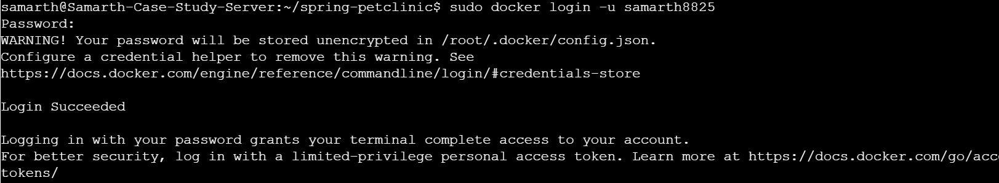 samarth@Samarth-Case-Study-Server:~/spring-petclinic$ sudo docker login -u samarth8825
Password:
WARNING! Your password will be stored unencrypted in /root/.docker/config.json.
Configure a credential helper to remove this warning. See
https://docs.docker.com/engine/reference/commandline/login/#credentials-store
Login Succeeded
Logging in with your password grants your terminal complete access to your account.
For better security, log in with a limited-privilege personal access token. Learn more at https://docs.docker.com/go/acc
tokens/